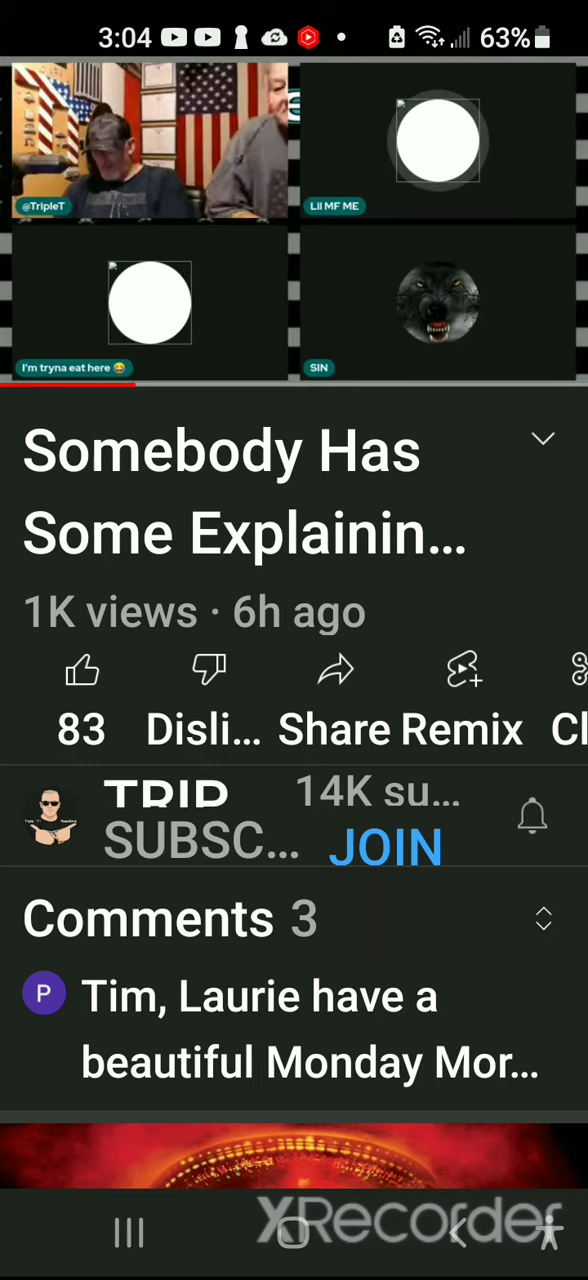 3:04
63%
@TripleT
LIl MF ME
I'm tryna eat here 😄
SIN
Somebody Has
Some Explainin...
1K views · 6h ago
83 Disli... Share Remix Cl
TRIP 14K su...
SUBSC... JOIN
Comments 3
P
Tim, Laurie have a
beautiful Monday Mor...
XRecorder